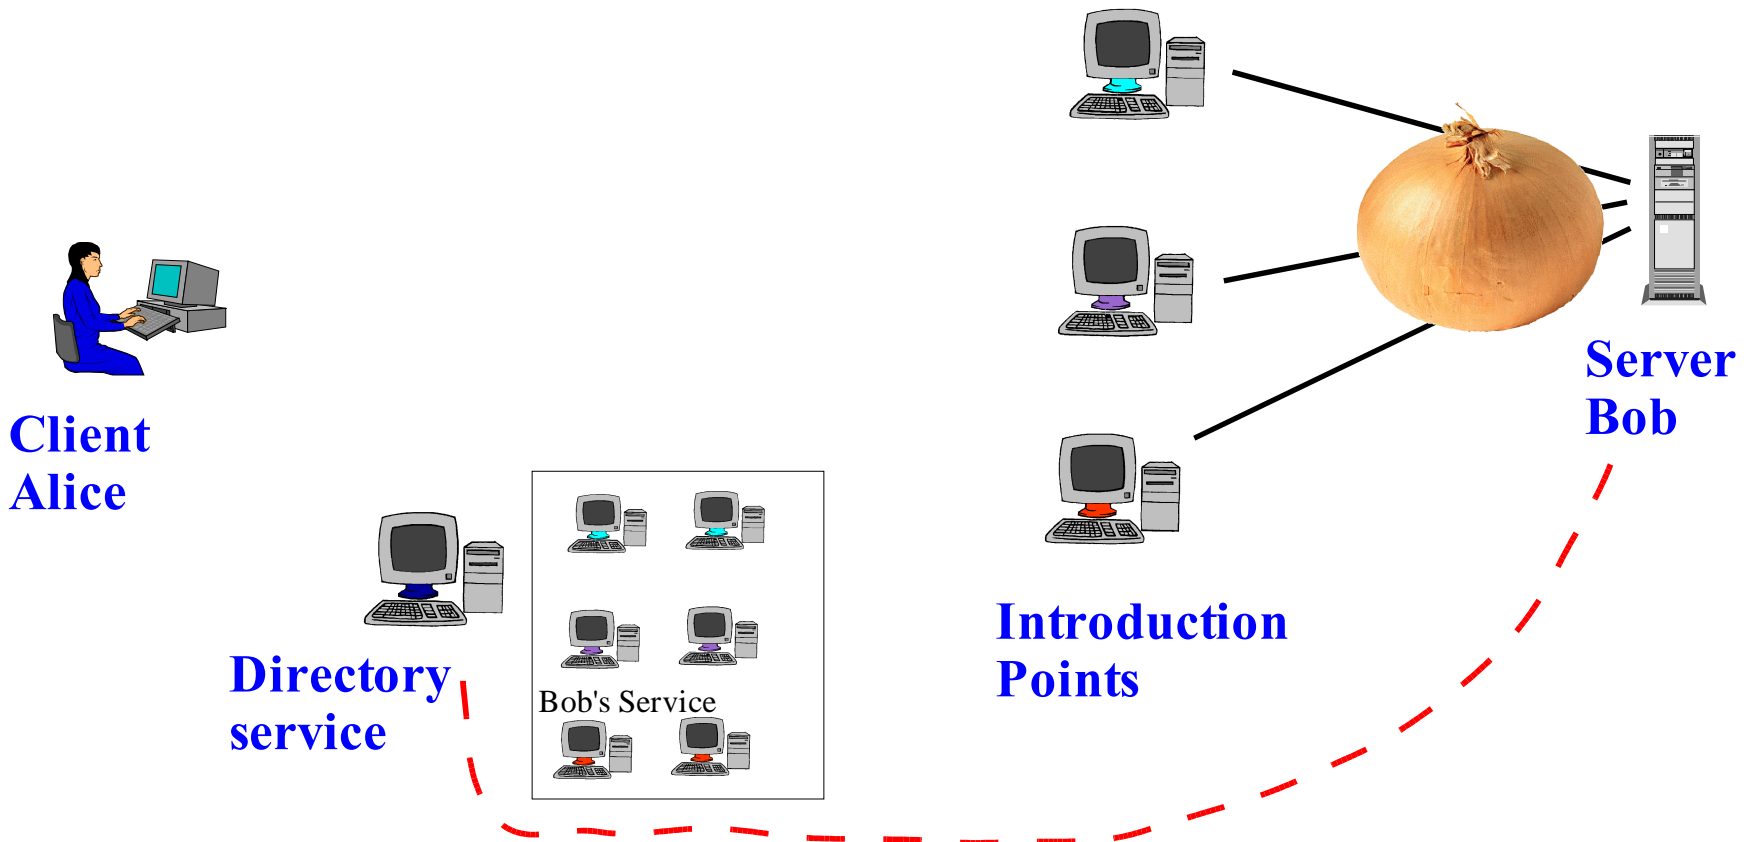 Server
Bob
Client
Alice
Introduction
Points
Directory
service
Bob's Service